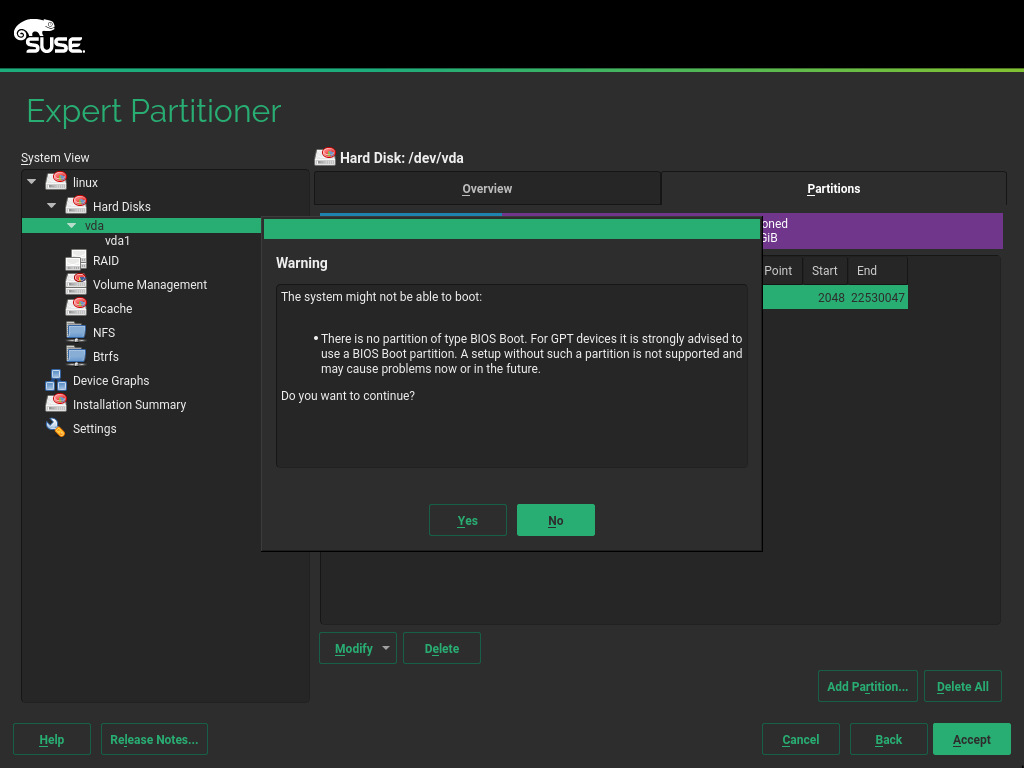 SUSE.
Expert Partitioner
System View
linux
Hard Disks
vda
vda1
RAID
Volume Management
Bcache
NFS
Btrfs
Device Graphs
Installation Summary
Settings
Hard Disk: /dev/vda
Overview
Partitions
GiB
Point Start End
2048 22530047
Warning
The system might not be able to boot:
• There is no partition of type BIOS Boot. For GPT devices it is strongly advised to
use a BIOS Boot partition. A setup without such a partition is not supported and
may cause problems now or in the future.
Do you want to continue?
Yes
No
Modify
Delete
Add Partition...
Delete All
Help
Release Notes...
Cancel
Back
Accept